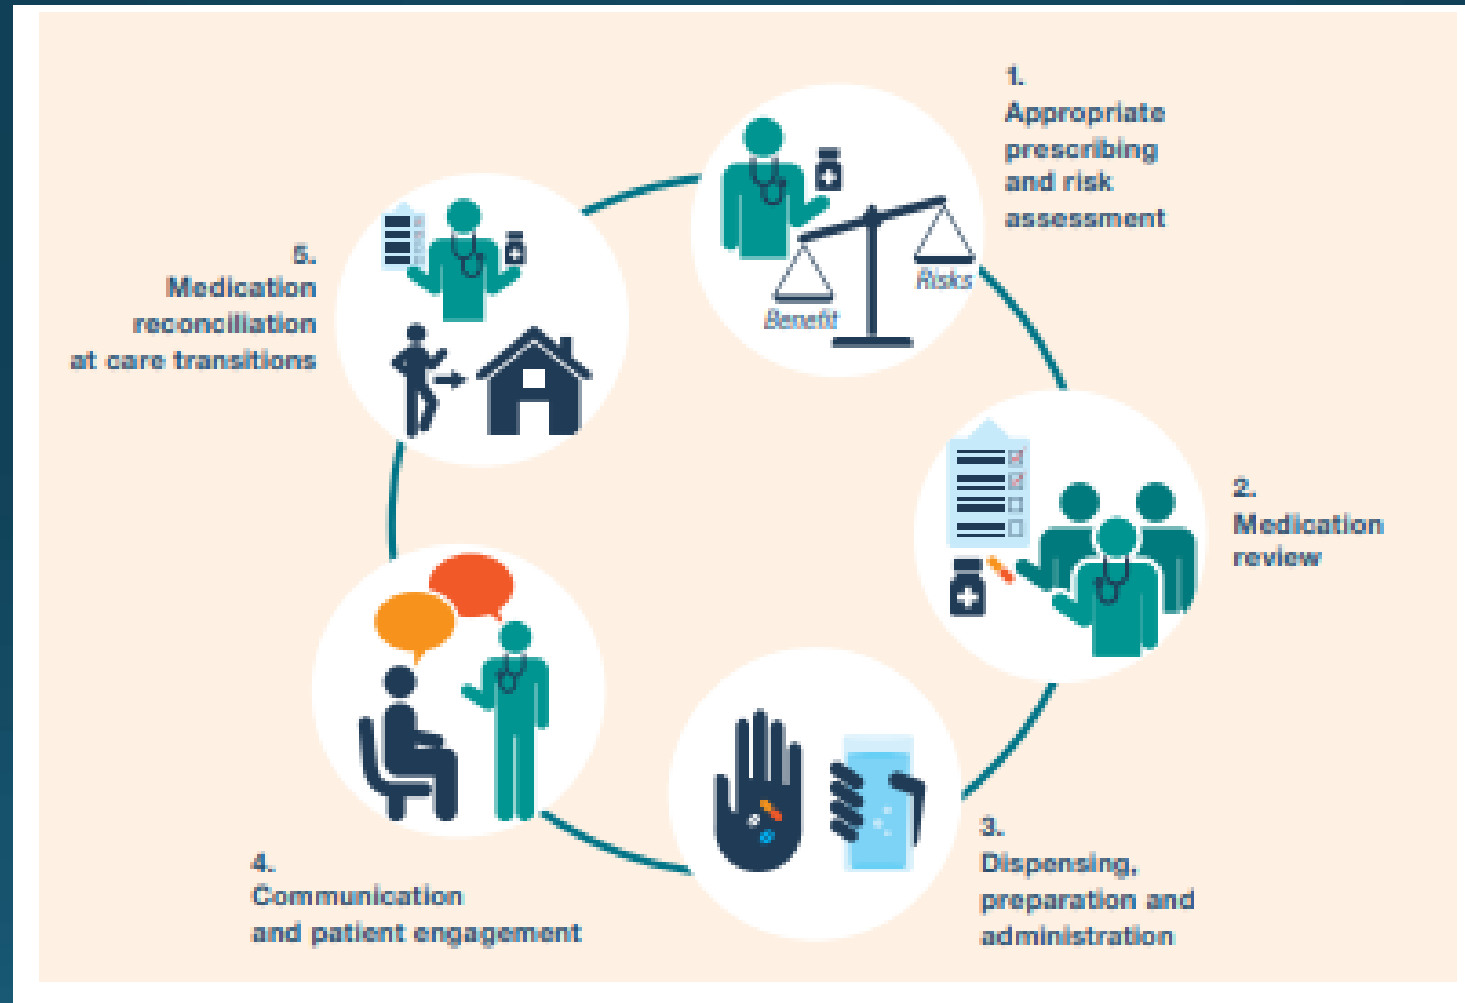 1.
Appropriate
prescribing
and risk
assessment
Risks
Benefit
2.
Medication
review
3.
Dispensing,
preparation and
administration
4.
Communication
and patient engagement
5.
Medication
reconciliation
at care transitions